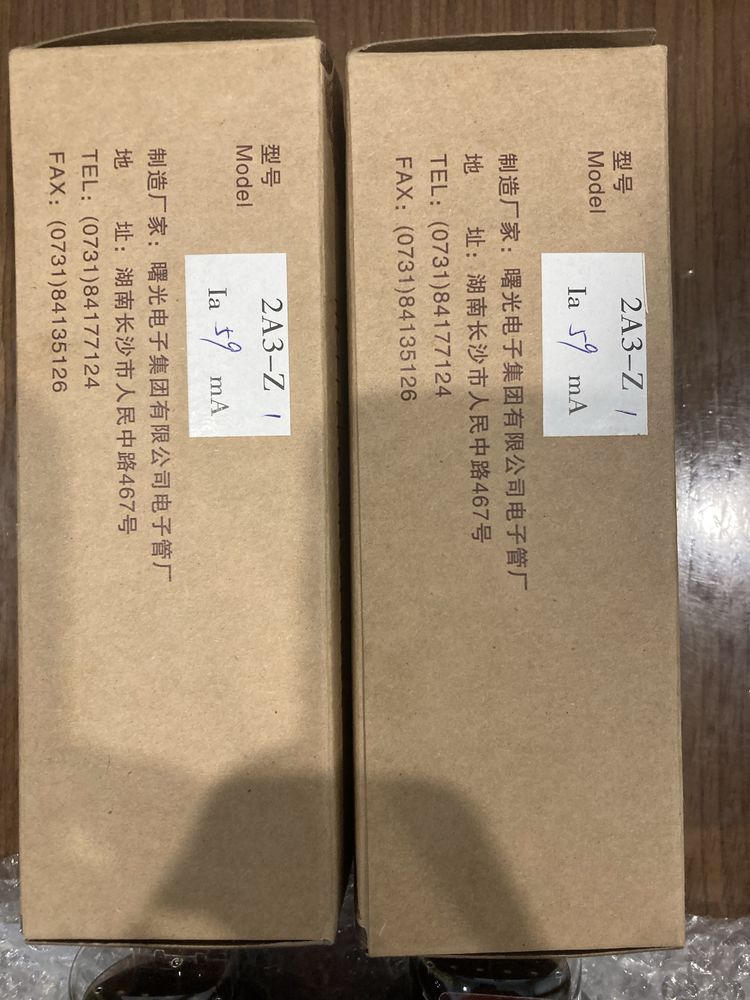 型号
Model
2A3-Z 1
Ia 59 mA
制造厂家：曙光电子集团有限公司电子管厂
地 址：湖南长沙市人民中路467号
TEL：(0731)84177124
FAX：(0731)84135126
型号
Model
2A3-Z 1
Ia 59 mA
制造厂家：曙光电子集团有限公司电子管厂
地 址：湖南长沙市人民中路467号
TEL：(0731)84177124
FAX：(0731)84135126